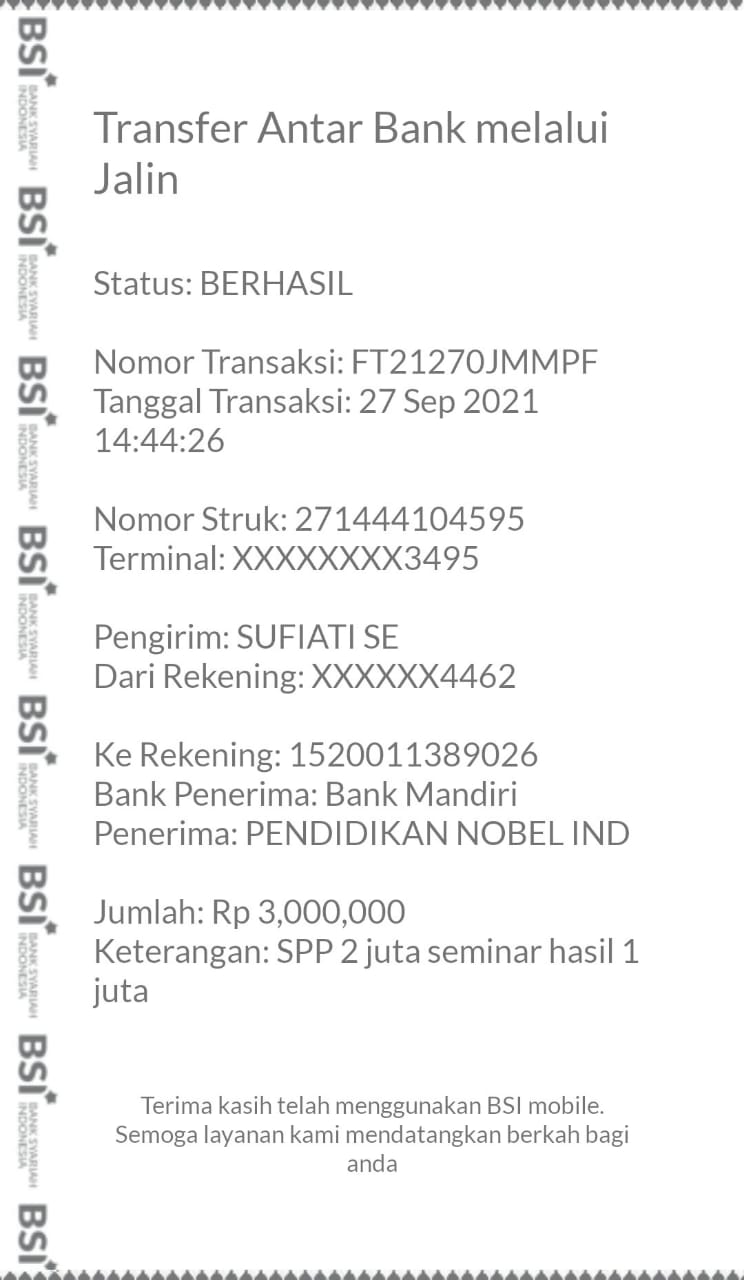 Transfer Antar Bank melalui
Jalin
Status: BERHASIL
Nomor Transaksi: FT21270JMMPF
Tanggal Transaksi: 27 Sep 2021
14:44:26
Nomor Struk: 271444104595
Terminal: XXXXXXXX3495
Pengirim: SUFIATI SE
Dari Rekening: XXXXXX4462
Ke Rekening: 1520011389026
Bank Penerima: Bank Mandiri
Penerima: PENDIDIKAN NOBEL IND
Jumlah: Rp 3,000,000
Keterangan: SPP 2 juta seminar hasil 1
juta
Terima kasih telah menggunakan BSI mobile.
Semoga layanan kami mendatangkan berkah bagi
anda
BSI
BANK SYARIAH
INDONESIA
BSI
BANK SYARIAH
INDONESIA
BSI
BANK SYARIAH
INDONESIA
BSI
BANK SYARIAH
INDONESIA
BSI
BANK SYARIAH
INDONESIA
BSI
BANK SYARIAH
INDONESIA
BSI
BANK SYARIAH
INDONESIA
BSI